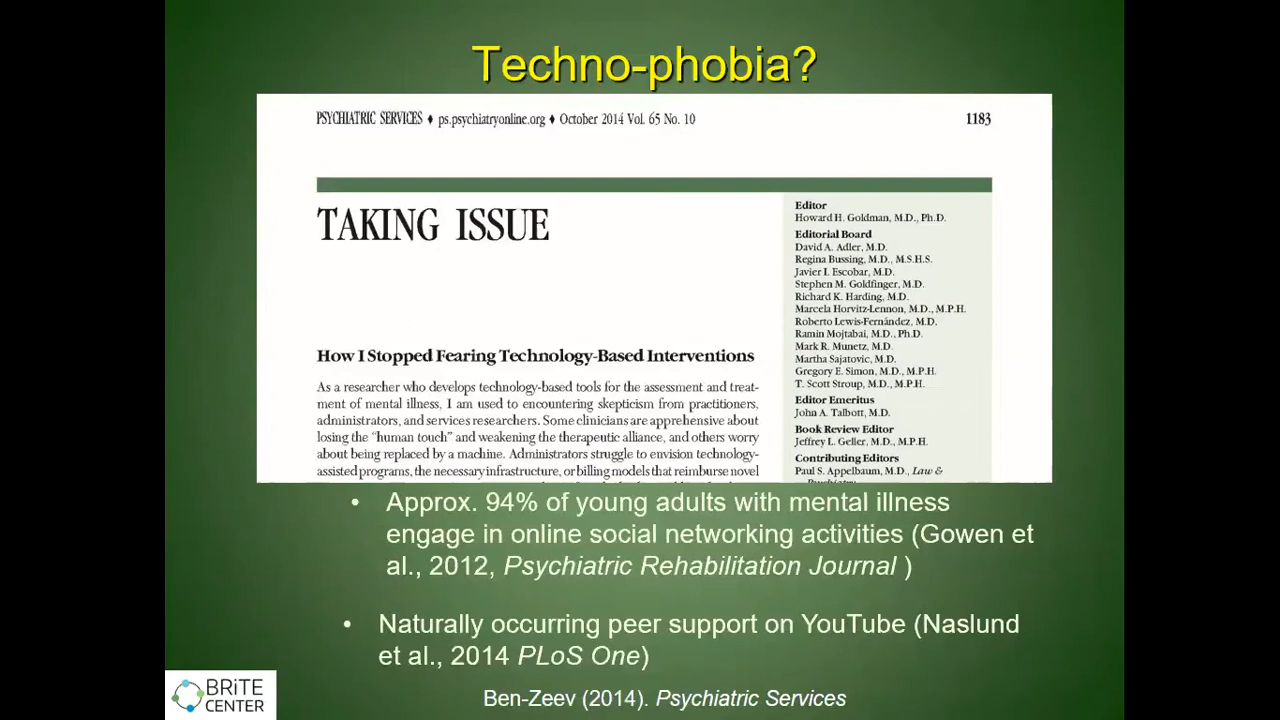 Techno-phobia?
PSYCHIATRIC SERVICES ♦ ps.psychiatryonline.org ♦ October 2014 Vol. 65 No. 10
1183
TAKING ISSUE
How I Stopped Fearing Technology-Based Interventions
As a researcher who develops technology-based tools for the assessment and treat-
ment of mental illness, I am used to encountering skepticism from practitioners,
administrators, and services researchers. Some clinicians are apprehensive about
losing the “human touch” and weakening the therapeutic alliance, and others worry
about being replaced by a machine. Administrators struggle to envision technology-
assisted programs, the necessary infrastructure, or billing models that reimburse novel
Editor
Howard H. Goldman, M.D., Ph.D.
Editorial Board
David A. Adler, M.D.
Regina Bussing, M.D., M.S.H.S.
Javier I. Escobar, M.D.
Stephen M. Goldfinger, M.D.
Richard K. Harding, M.D.
Marcela Horvitz-Lennon, M.D., M.P.H.
Roberto Lewis-Fernández, M.D.
Ramin Mojtabai, M.D., Ph.D.
Mark R. Munetz, M.D.
Martha Sajatovic, M.D.
Gregory E. Simon, M.D., M.P.H.
T. Scott Stroup, M.D., M.P.H.
Editor Emeritus
John A. Talbott, M.D.
Book Review Editor
Jeffrey L. Geller, M.D., M.P.H.
Contributing Editors
Paul S. Appelbaum, M.D., Law &
• Approx. 94% of young adults with mental illness
engage in online social networking activities (Gowen et
al., 2012, Psychiatric Rehabilitation Journal )
• Naturally occurring peer support on YouTube (Naslund
et al., 2014 PLoS One)
BRiTE
CENTER
Ben-Zeev (2014). Psychiatric Services